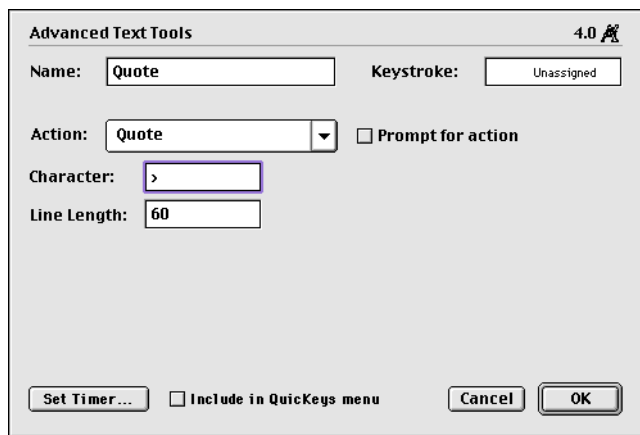 Advanced Text Tools 4.0
Name: Quote Keystroke: Unassigned
Action: Quote Prompt for action
Character: >
Line Length: 60
Set Timer... Include in QuicKeys menu Cancel OK